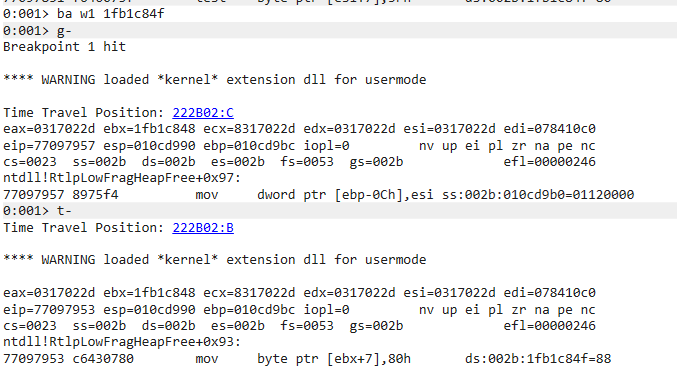 0:001> ba w1 1fb1c84f
0:001> g-
Breakpoint 1 hit
**** WARNING loaded *kernel* extension dll for usermode
Time Travel Position: 222B02:C
eax=0317022d ebx=1fb1c848 ecx=8317022d edx=0317022d esi=0317022d edi=078410c0
eip=77097957 esp=010cd990 ebp=010cd9bc iopl=0         nv up ei pl zr na pe nc
cs=0023  ss=002b  ds=002b  es=002b  fs=0053  gs=002b             efl=00000246
ntdll!RtlpLowFragHeapFree+0x97:
77097957 8975f4          mov     dword ptr [ebp-0Ch],esi ss:002b:010cd9b0=01120000
0:001> t-
Time Travel Position: 222B02:B
**** WARNING loaded *kernel* extension dll for usermode
eax=0317022d ebx=1fb1c848 ecx=8317022d edx=0317022d esi=0317022d edi=078410c0
eip=77097953 esp=010cd990 ebp=010cd9bc iopl=0         nv up ei pl zr na pe nc
cs=0023  ss=002b  ds=002b  es=002b  fs=0053  gs=002b             efl=00000246
ntdll!RtlpLowFragHeapFree+0x93:
77097953 c6430780        mov     byte ptr [ebx+7],80h       ds:002b:1fb1c84f=88